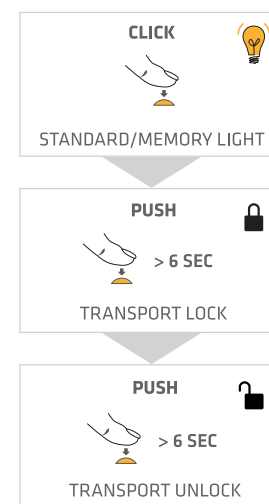 CLICK
STANDARD/MEMORY LIGHT
PUSH
> 6 SEC
TRANSPORT LOCK
PUSH
> 6 SEC
TRANSPORT UNLOCK